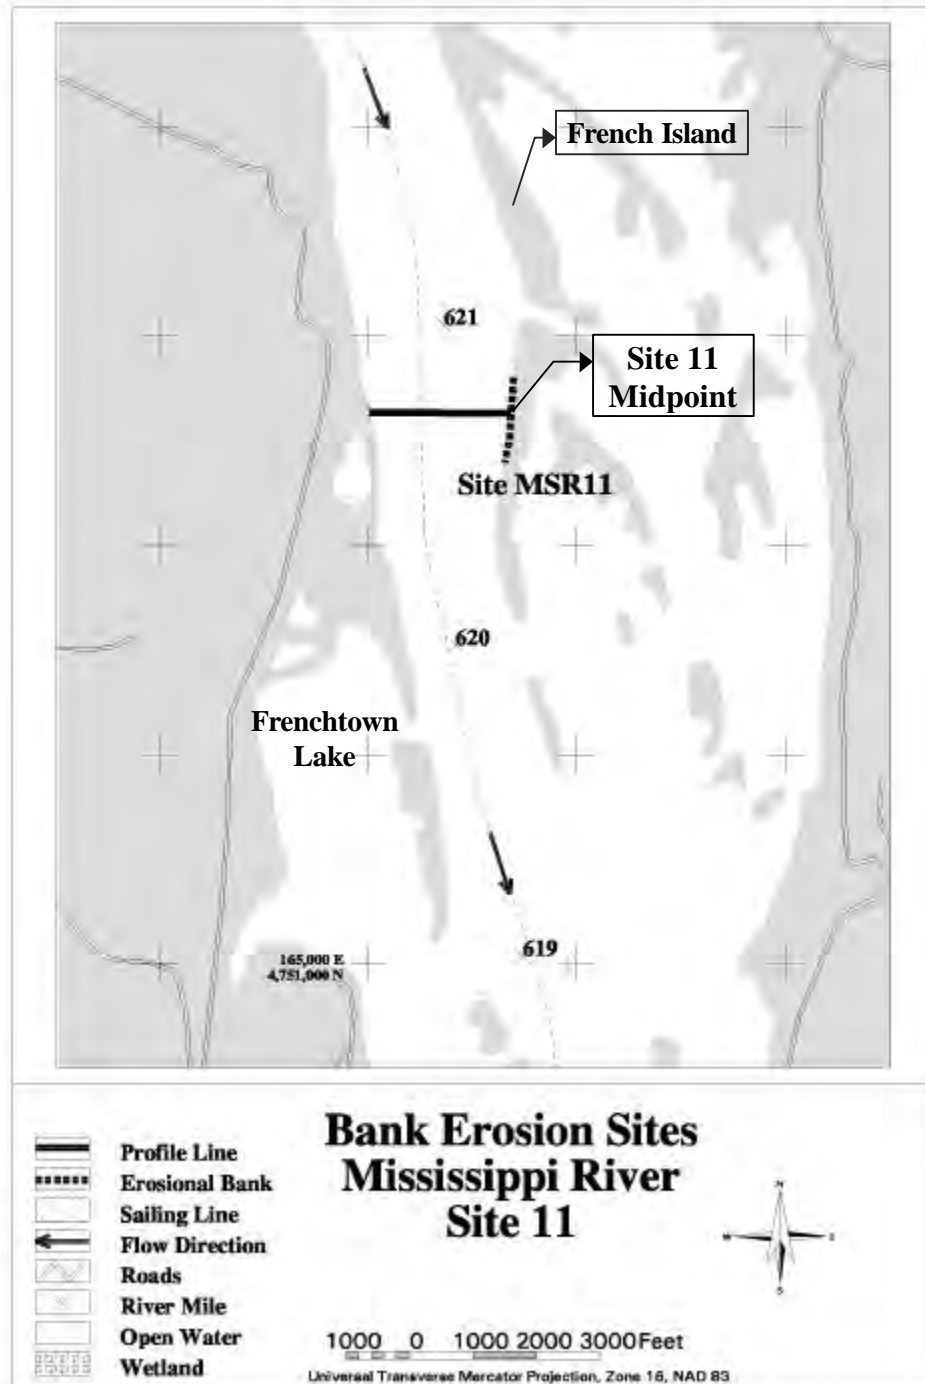 French Island
621
Site 11
Midpoint
Site MSR11
620
Frenchtown
Lake
619
165,000 E
4,751,000 N
Bank Erosion Sites
Mississippi River
Site 11
Profile Line
Erosional Bank
Sailing Line
Flow Direction
Roads
River Mile
Open Water
Wetland
N
S
1000 0 1000 2000 3000 Feet
Universal Transverse Mercator Projection, Zone 16, NAD 83